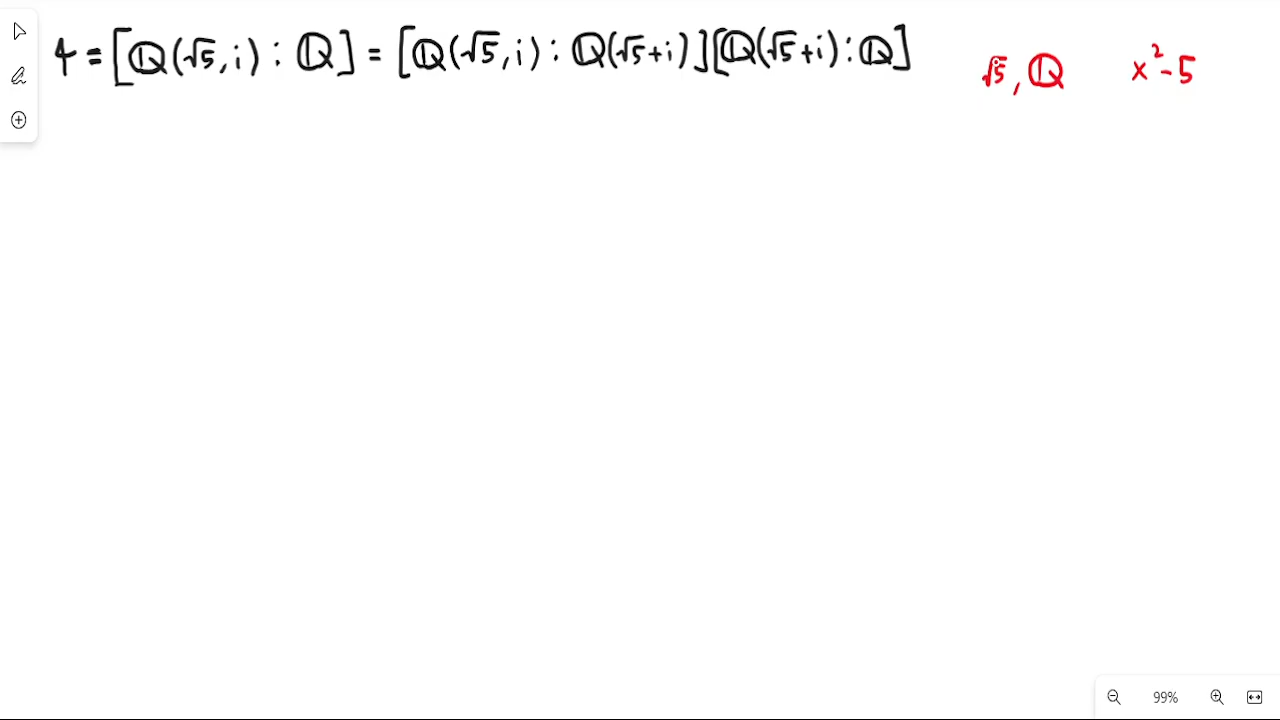 4 = [ℚ(√5, i) : ℚ] = [ℚ(√5, i) : ℚ(√5+i)][ℚ(√5+i) : ℚ]
√5, ℚ x²-5
99%